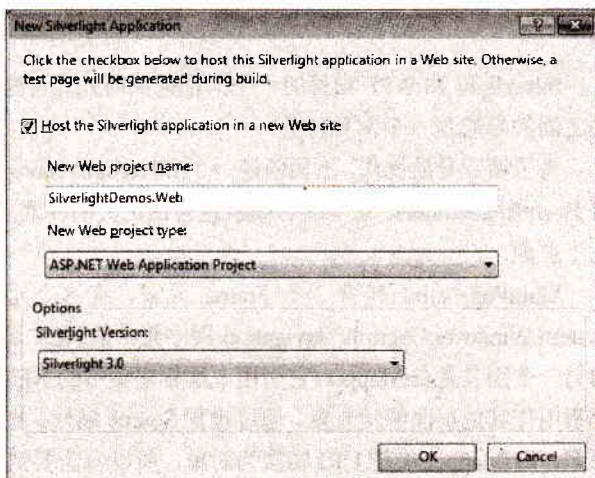 New Silverlight Application
Click the checkbox below to host this Silverlight application in a Web site. Otherwise, a
test page will be generated during build.
Host the Silverlight application in a new Web site
New Web project name:
SilverlightDemos.Web
New Web project type:
ASP.NET Web Application Project
Options
Silverlight Version:
Silverlight 3.0
OK
Cancel